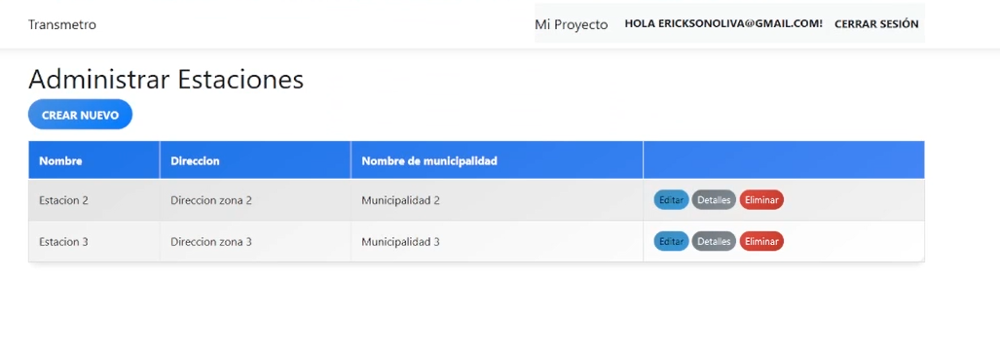 Transmetro Mi Proyecto HOLA ERICKSONOLIVA@GMAIL.COM! CERRAR SESIÓN
Administrar Estaciones
CREAR NUEVO
Nombre Direccion Nombre de municipalidad
Estacion 2 Direccion zona 2 Municipalidad 2 Editar Detalles Eliminar
Estacion 3 Direccion zona 3 Municipalidad 3 Editar Detalles Eliminar